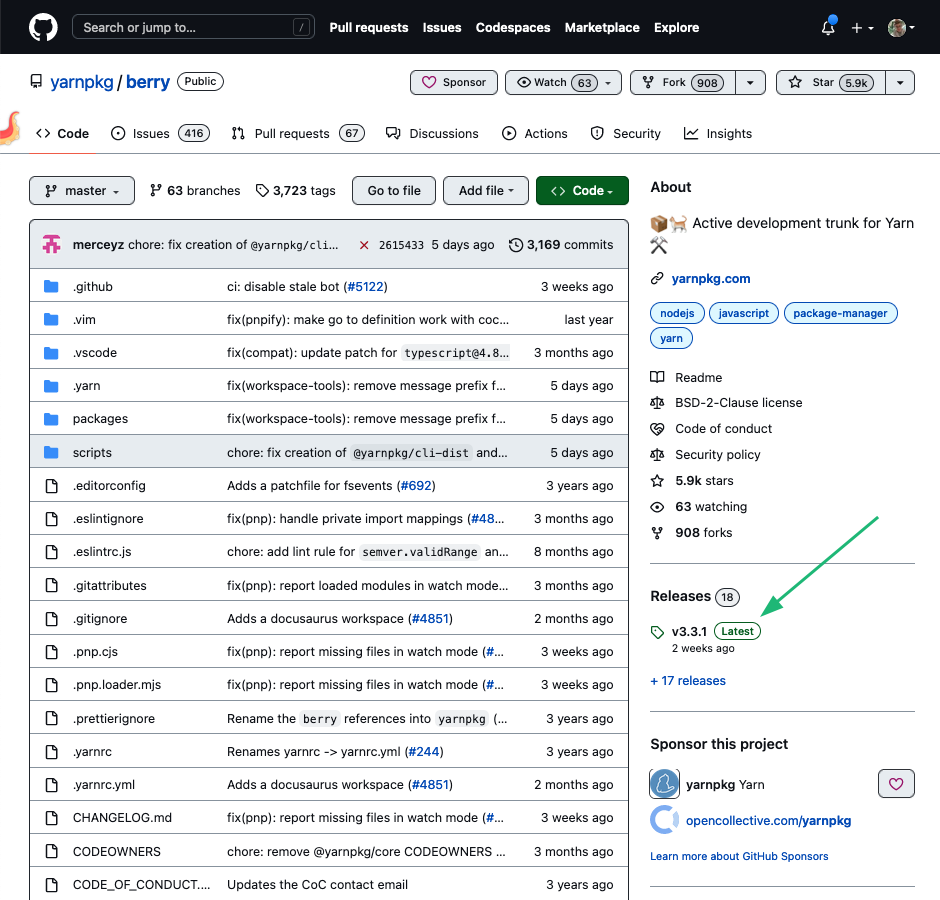 Search or jump to... / Pull requests Issues Codespaces Marketplace Explore
yarnpkg / berry Public Sponsor Watch 63 Fork 908 Star 5.9k
Code Issues 416 Pull requests 67 Discussions Actions Security Insights
master 63 branches 3,723 tags Go to file Add file Code
merceyz chore: fix creation of @yarnpkg/cli... 2615433 5 days ago 3,169 commits
.github ci: disable stale bot (#5122) 3 weeks ago
.vim fix(pnpify): make go to definition work with coc... last year
.vscode fix(compat): update patch for typescript@4.8... 3 months ago
.yarn fix(workspace-tools): remove message prefix f... 5 days ago
packages fix(workspace-tools): remove message prefix f... 5 days ago
scripts chore: fix creation of @yarnpkg/cli-dist and... 5 days ago
.editorconfig Adds a patchfile for fsevents (#692) 3 years ago
.eslintignore fix(pnp): handle private import mappings (#48... 3 months ago
.eslintrc.js chore: add lint rule for semver.validRange an... 8 months ago
.gitattributes fix(pnp): report loaded modules in watch mode... 3 months ago
.gitignore Adds a docusaurus workspace (#4851) 2 months ago
.pnp.cjs fix(pnp): report missing files in watch mode (#... 3 weeks ago
.pnp.loader.mjs fix(pnp): report missing files in watch mode (#... 3 weeks ago
.prettierignore Rename the berry references into yarnpkg (... 3 years ago
.yarnrc Renames yarnrc -> yarnrc.yml (#244) 3 years ago
.yarnrc.yml Adds a docusaurus workspace (#4851) 2 months ago
CHANGELOG.md fix(pnp): report missing files in watch mode (#... 3 weeks ago
CODEOWNERS chore: remove @yarnpkg/core CODEOWNERS ... 3 months ago
CODE_OF_CONDUCT.... Updates the CoC contact email 3 years ago
About
📦🐈 Active development trunk for Yarn
⚒
yarnpkg.com
nodejs javascript package-manager
yarn
Readme
BSD-2-Clause license
Code of conduct
Security policy
5.9k stars
63 watching
908 forks
Releases 18
v3.3.1 Latest
2 weeks ago
+ 17 releases
Sponsor this project
yarnpkg Yarn
opencollective.com/yarnpkg
Learn more about GitHub Sponsors